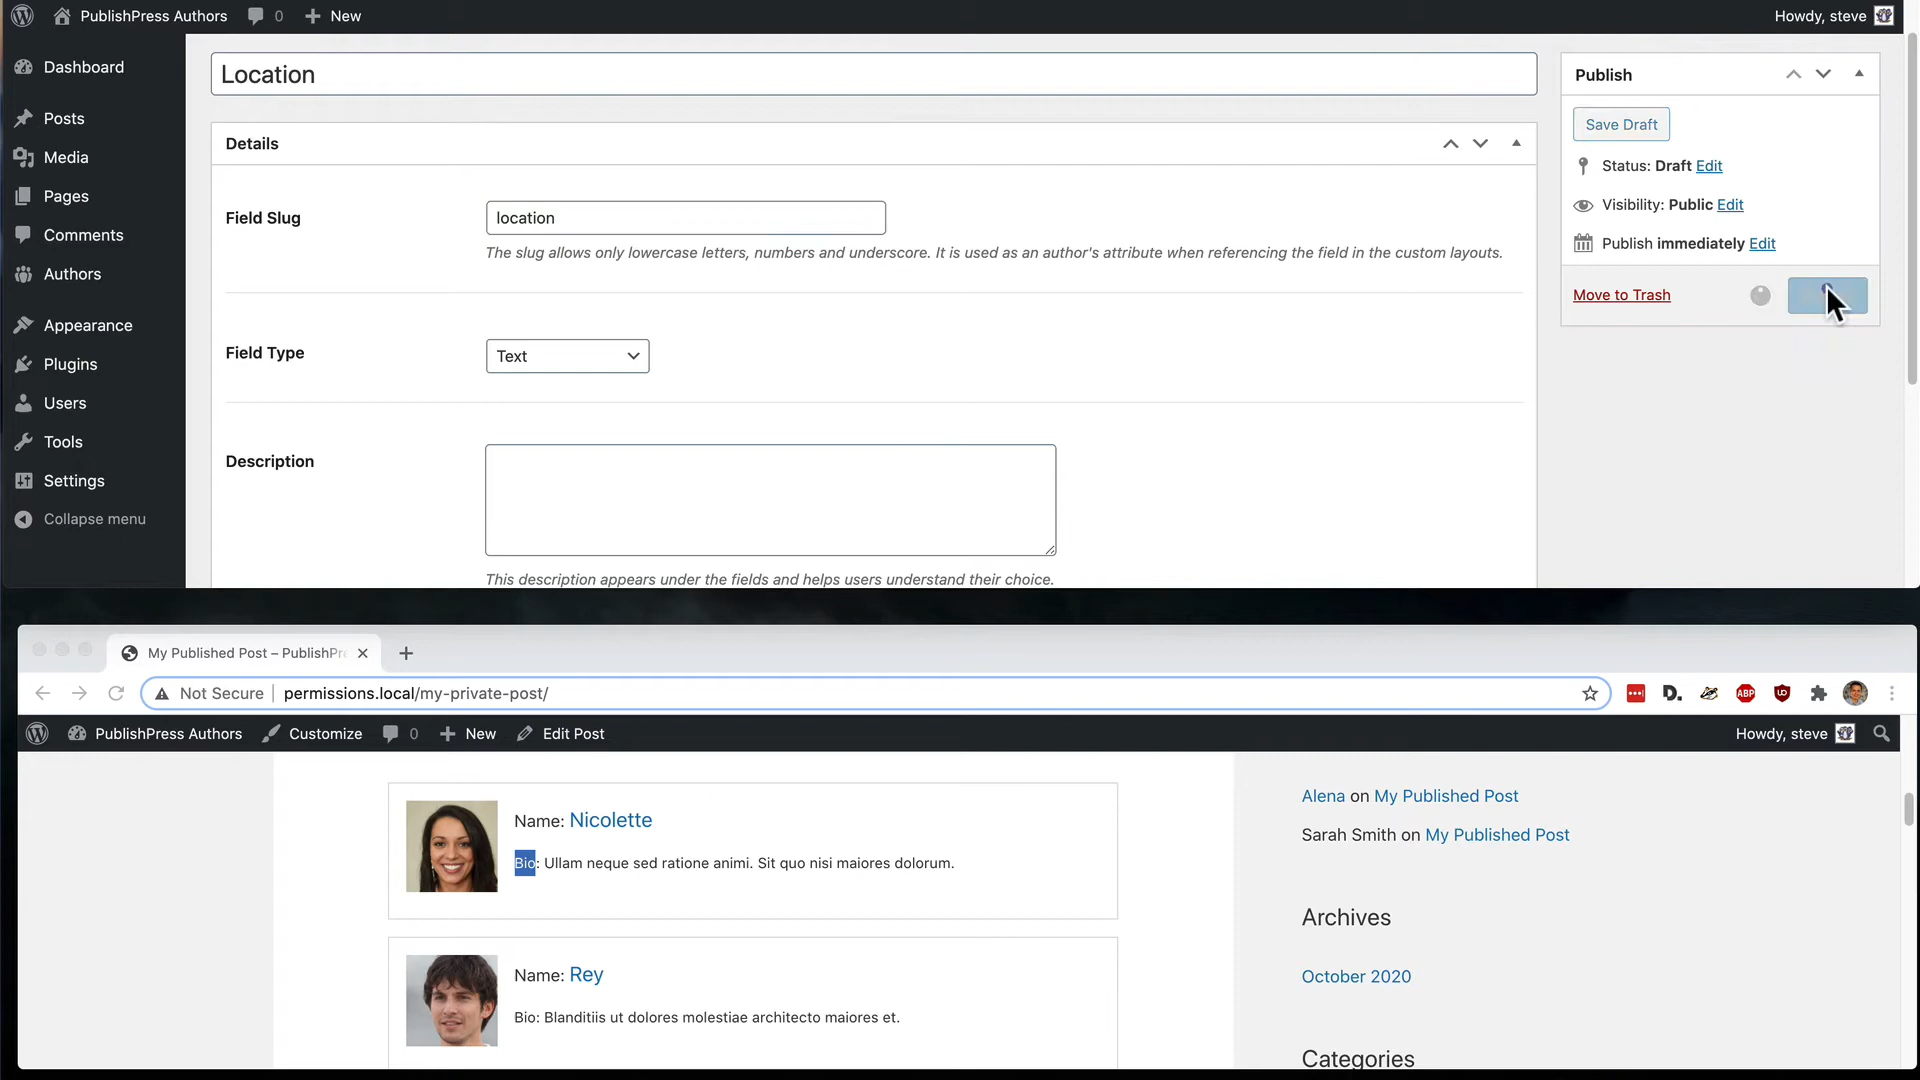 PublishPress Authors 0 New Howdy, steve
Dashboard
Posts
Media
Pages
Comments
Authors
Appearance
Plugins
Users
Tools
Settings
Collapse menu
Location
Details
Field Slug
location
The slug allows only lowercase letters, numbers and underscore. It is used as an author's attribute when referencing the field in the custom layouts.
Field Type
Text
Description
This description appears under the fields and helps users understand their choice.
Publish
Save Draft
Status: Draft Edit
Visibility: Public Edit
Publish immediately Edit
Move to Trash
My Published Post – PublishPr
Not Secure permissions.local/my-private-post/
D. ABP
PublishPress Authors Customize 0 New Edit Post Howdy, steve
Name: Nicolette
Bio: Ullam neque sed ratione animi. Sit quo nisi maiores dolorum.
Name: Rey
Bio: Blanditiis ut dolores molestiae architecto maiores et.
Alena on My Published Post
Sarah Smith on My Published Post
Archives
October 2020
Categories